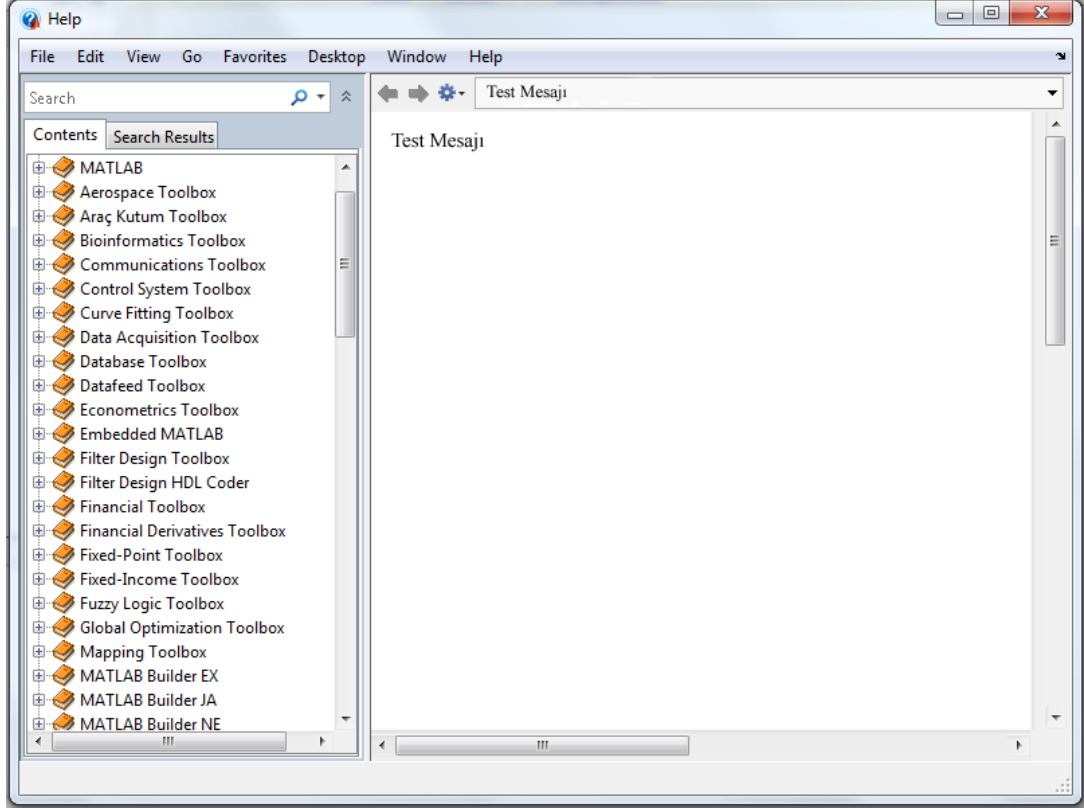 Help
File Edit View Go Favorites Desktop Window Help
Search
Test Mesajı
Contents Search Results
Test Mesajı
MATLAB
Aerospace Toolbox
Araç Kutum Toolbox
Bioinformatics Toolbox
Communications Toolbox
Control System Toolbox
Curve Fitting Toolbox
Data Acquisition Toolbox
Database Toolbox
Datafeed Toolbox
Econometrics Toolbox
Embedded MATLAB
Filter Design Toolbox
Filter Design HDL Coder
Financial Toolbox
Financial Derivatives Toolbox
Fixed-Point Toolbox
Fixed-Income Toolbox
Fuzzy Logic Toolbox
Global Optimization Toolbox
Mapping Toolbox
MATLAB Builder EX
MATLAB Builder JA
MATLAB Builder NE